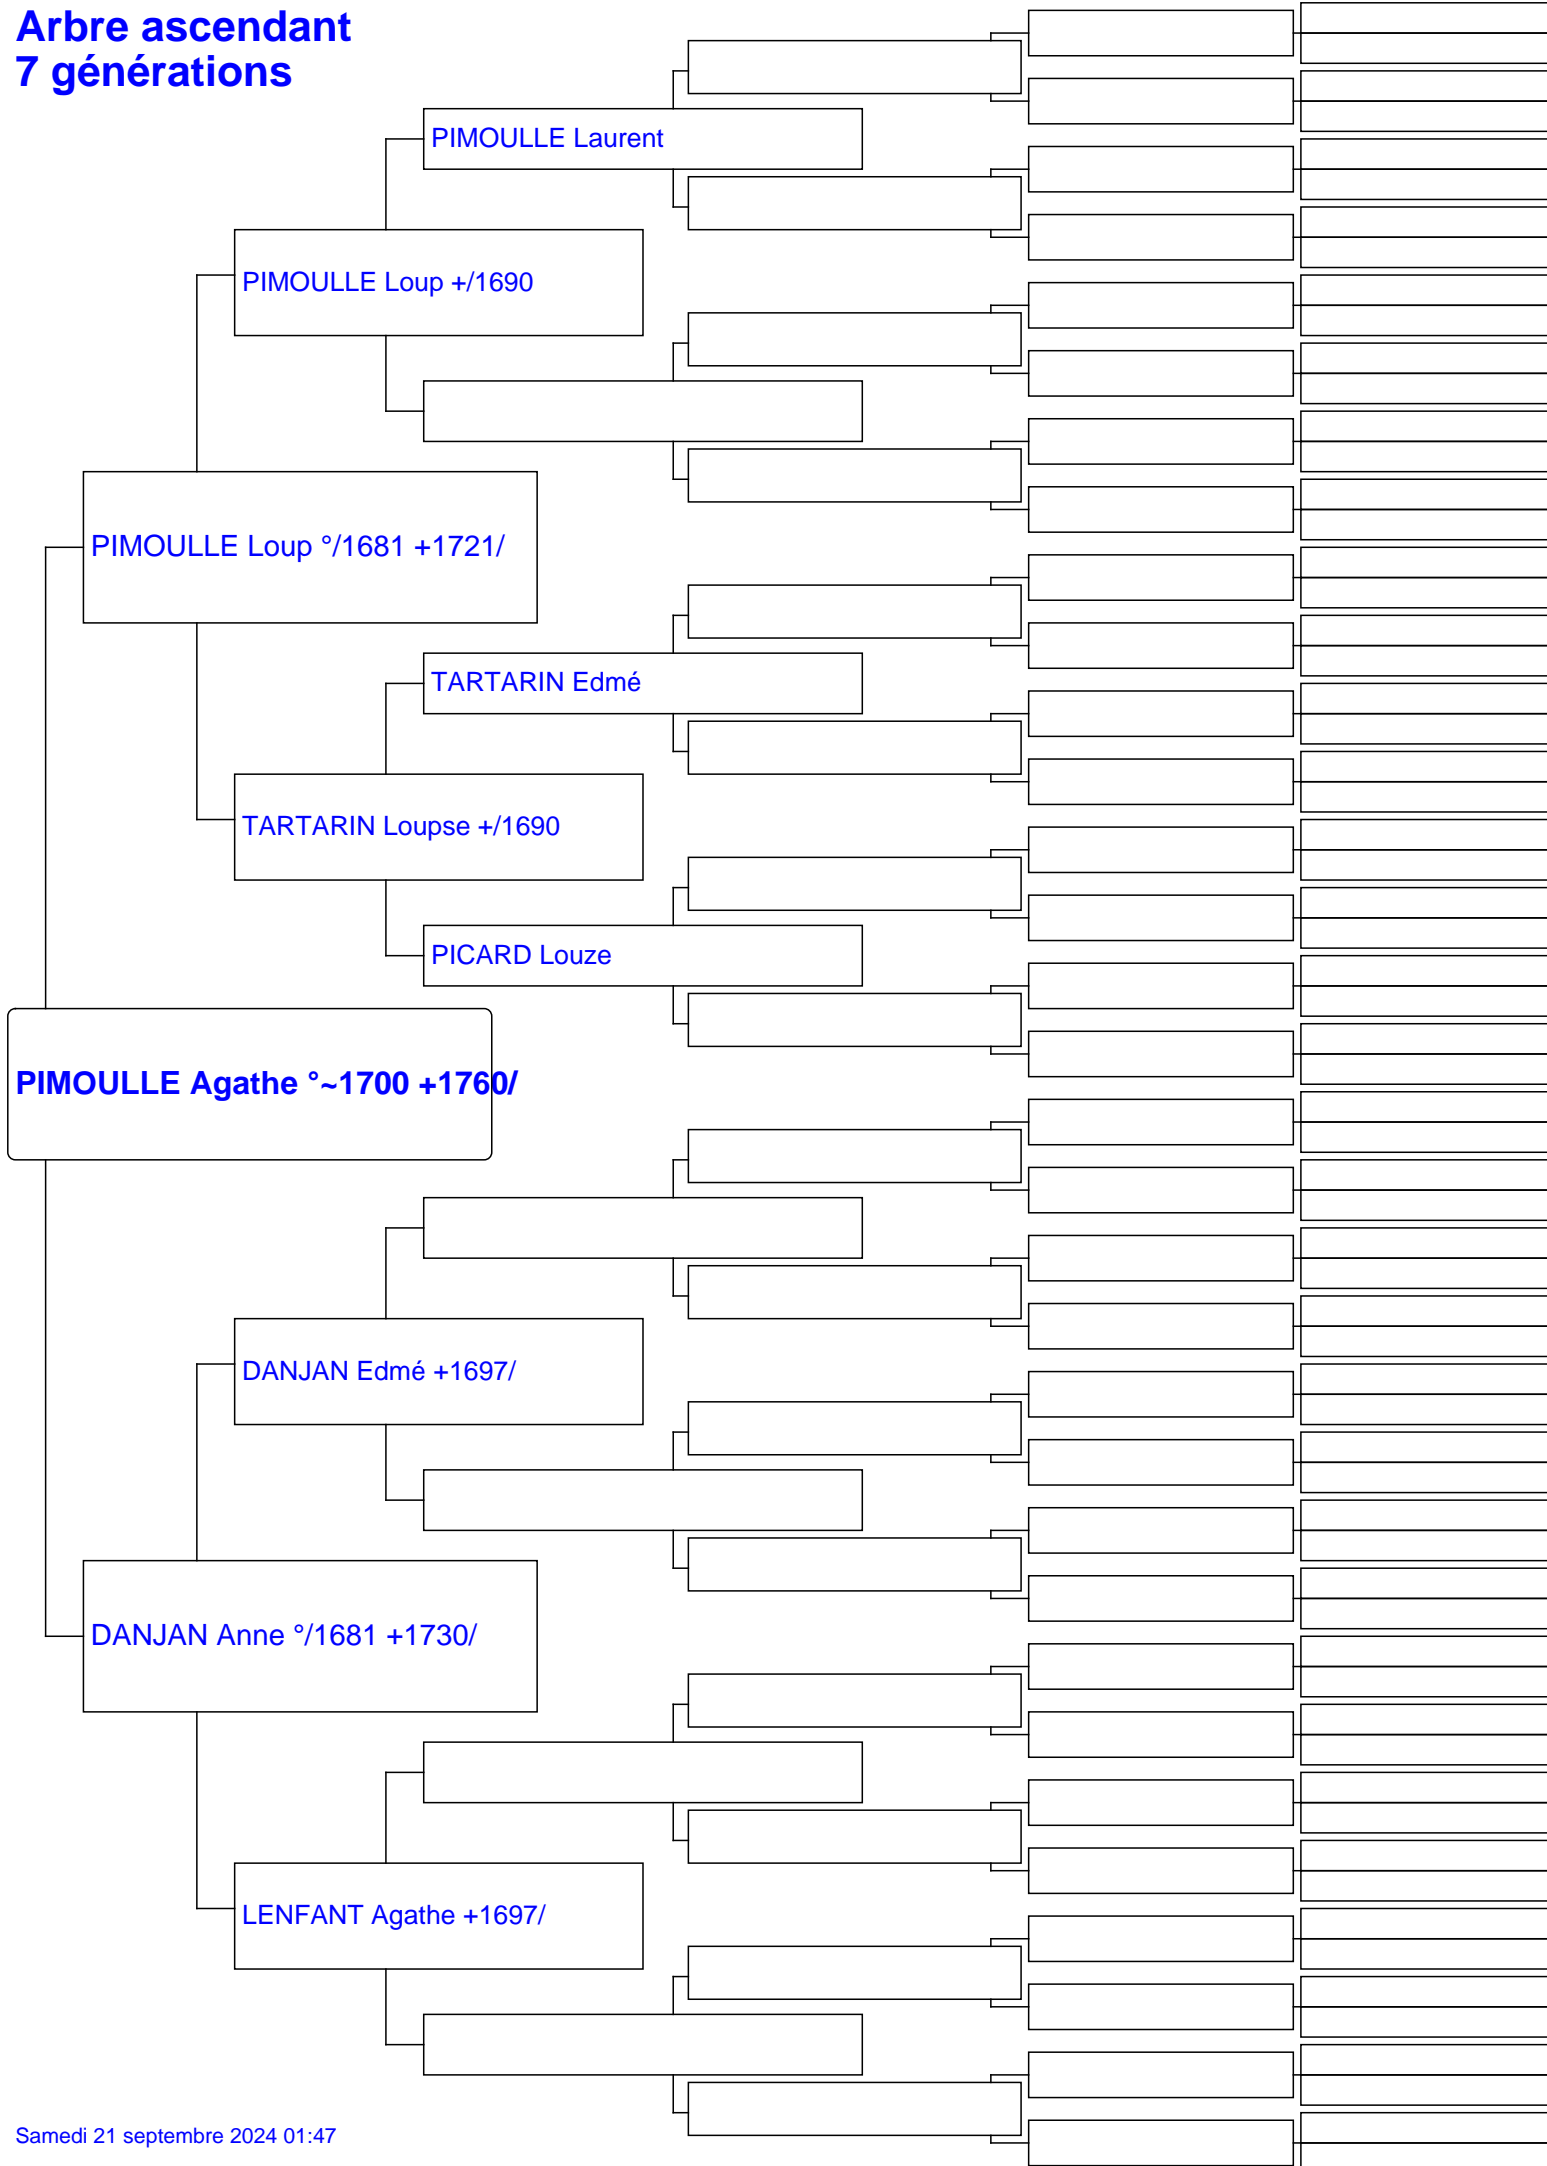 Arbre ascendant
7 générations
PIMOULLE Laurent
PIMOULLE Loup +/1690
PIMOULLE Loup °/1681 +1721/
TARTARIN Edmé
TARTARIN Loupse +/1690
PICARD Louze
PIMOULLE Agathe °~1700 +1760/
DANJAN Edmé +1697/
DANJAN Anne °/1681 +1730/
LENFANT Agathe +1697/
Samedi 21 septembre 2024 01:47